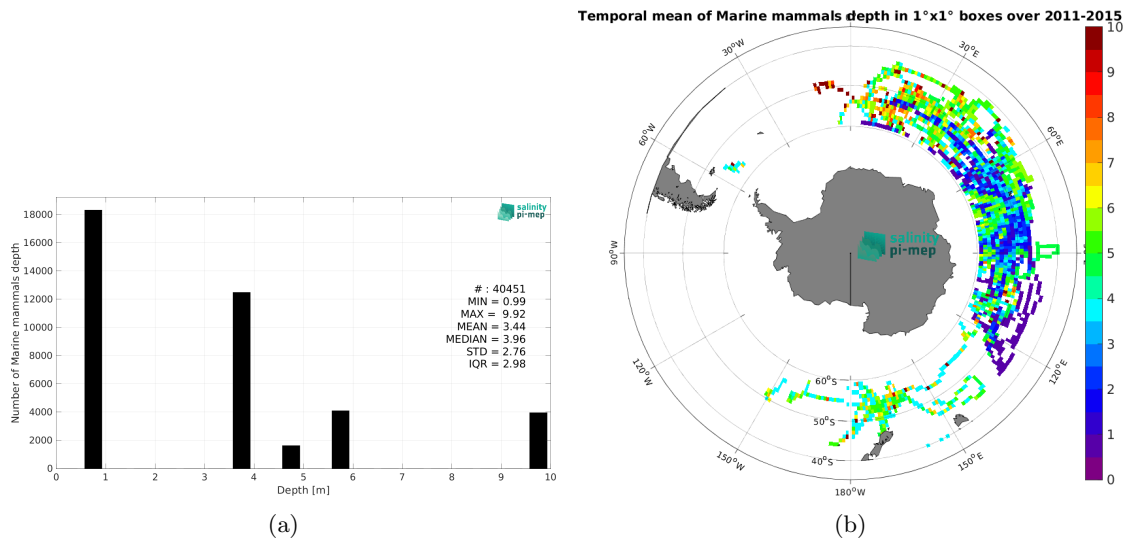 salinity
pi-mep
18000
16000
14000
12000
10000
8000
6000
4000
2000
0
Number of Marine mammals depth
# : 40451
MIN = 0.99
MAX = 9.92
MEAN = 3.44
MEDIAN = 3.96
STD = 2.76
IQR = 2.98
0 1 2 3 4 5 6 7 8 9 10
Depth [m]
(a)
Temporal mean of Marine mammals depth in 1°x1° boxes over 2011-2015
30°W
30°E
60°W
60°E
90°W
120°W
120°E
150°W
150°E
180°W
60°S
50°S
40°S
salinity
pi-mep
10
9
8
7
6
5
4
3
2
1
0
(b)